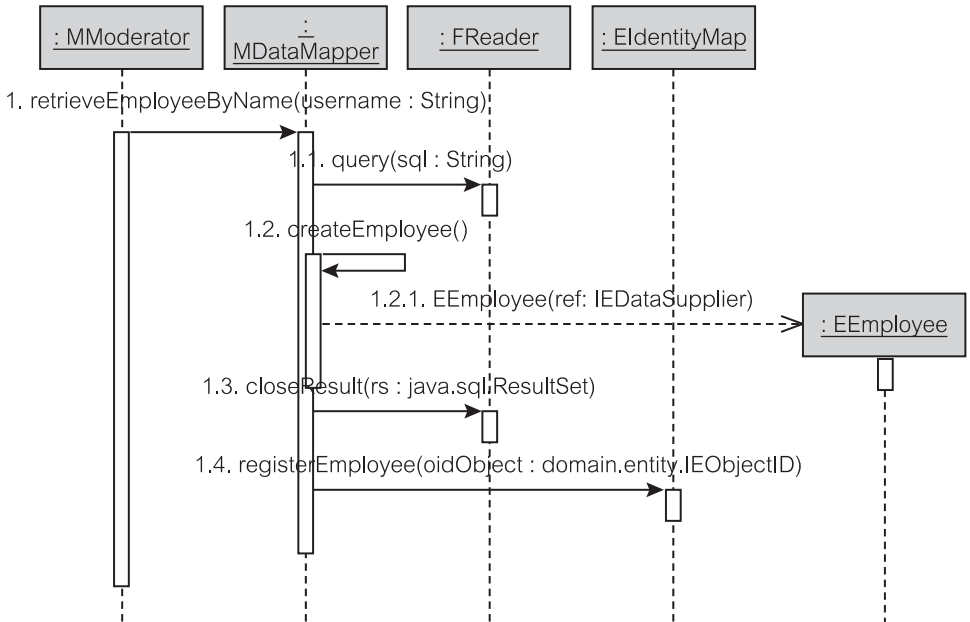 : MModerator
:
MDataMapper
: FReader
: EIdentityMap
1. retrieveEmployeeByName(username : String)
1.1. query(sql : String)
1.2. createEmployee()
1.2.1. EEmployee(ref: IEDataSupplier)
: EEmployee
1.3. closeResult(rs : java.sql.ResultSet)
1.4. registerEmployee(oidObject : domain.entity.IEObjectID)